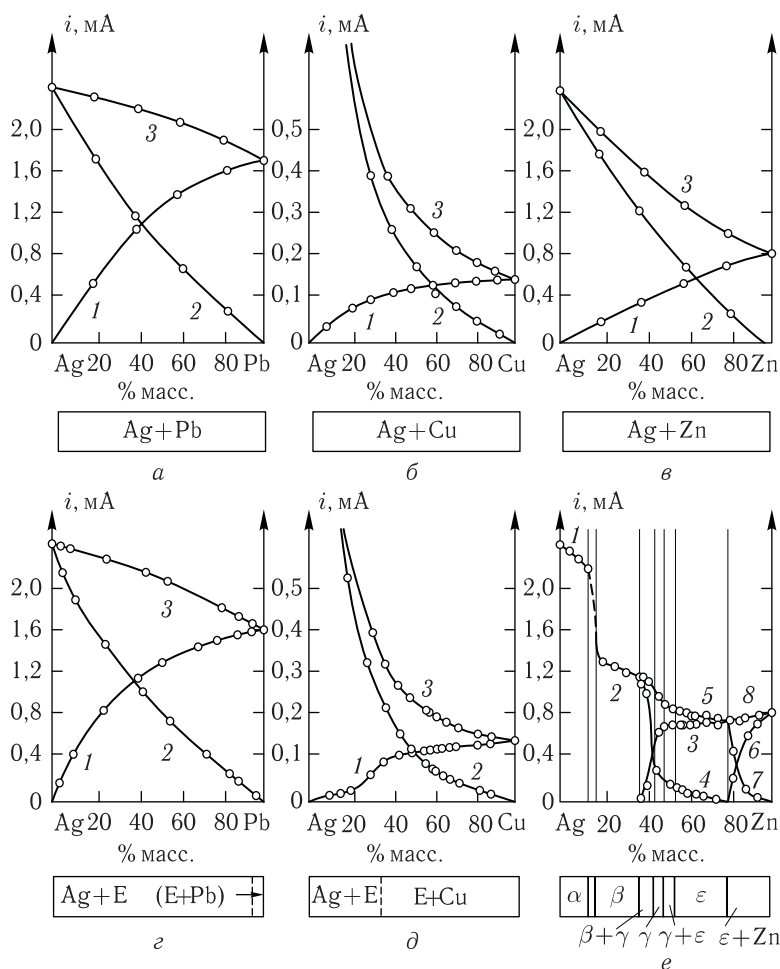 i, мА i, мА i, мА
2,0 0,5 2,0
1,6 0,4 1,6
1,2 0,3 1,2
0,8 0,2 0,8
0,4 0,1 0,4
0 0 0
3 3 3
1 2 1 2 1 2
Ag 20 40 60 80 Pb Ag 20 40 60 80 Cu Ag 20 40 60 80 Zn
% масс. % масс. % масс.
Ag+Pb Ag+Cu Ag+Zn
а б в
i, мА i, мА i, мА
2,0 0,5 2,0
1,6 0,4 1,6
1,2 0,3 1,2
0,8 0,2 0,8
0,4 0,1 0,4
0 0 0
3 3 1 2 5 8
1 2 1 2 3 6 4 7
Ag 20 40 60 80 Pb Ag 20 40 60 80 Cu Ag 20 40 60 80 Zn
% масс. % масс. % масс.
Ag+E (E+Pb) Ag+E E+Cu α β ε
β+γ γ γ+ε ε+Zn
г д е